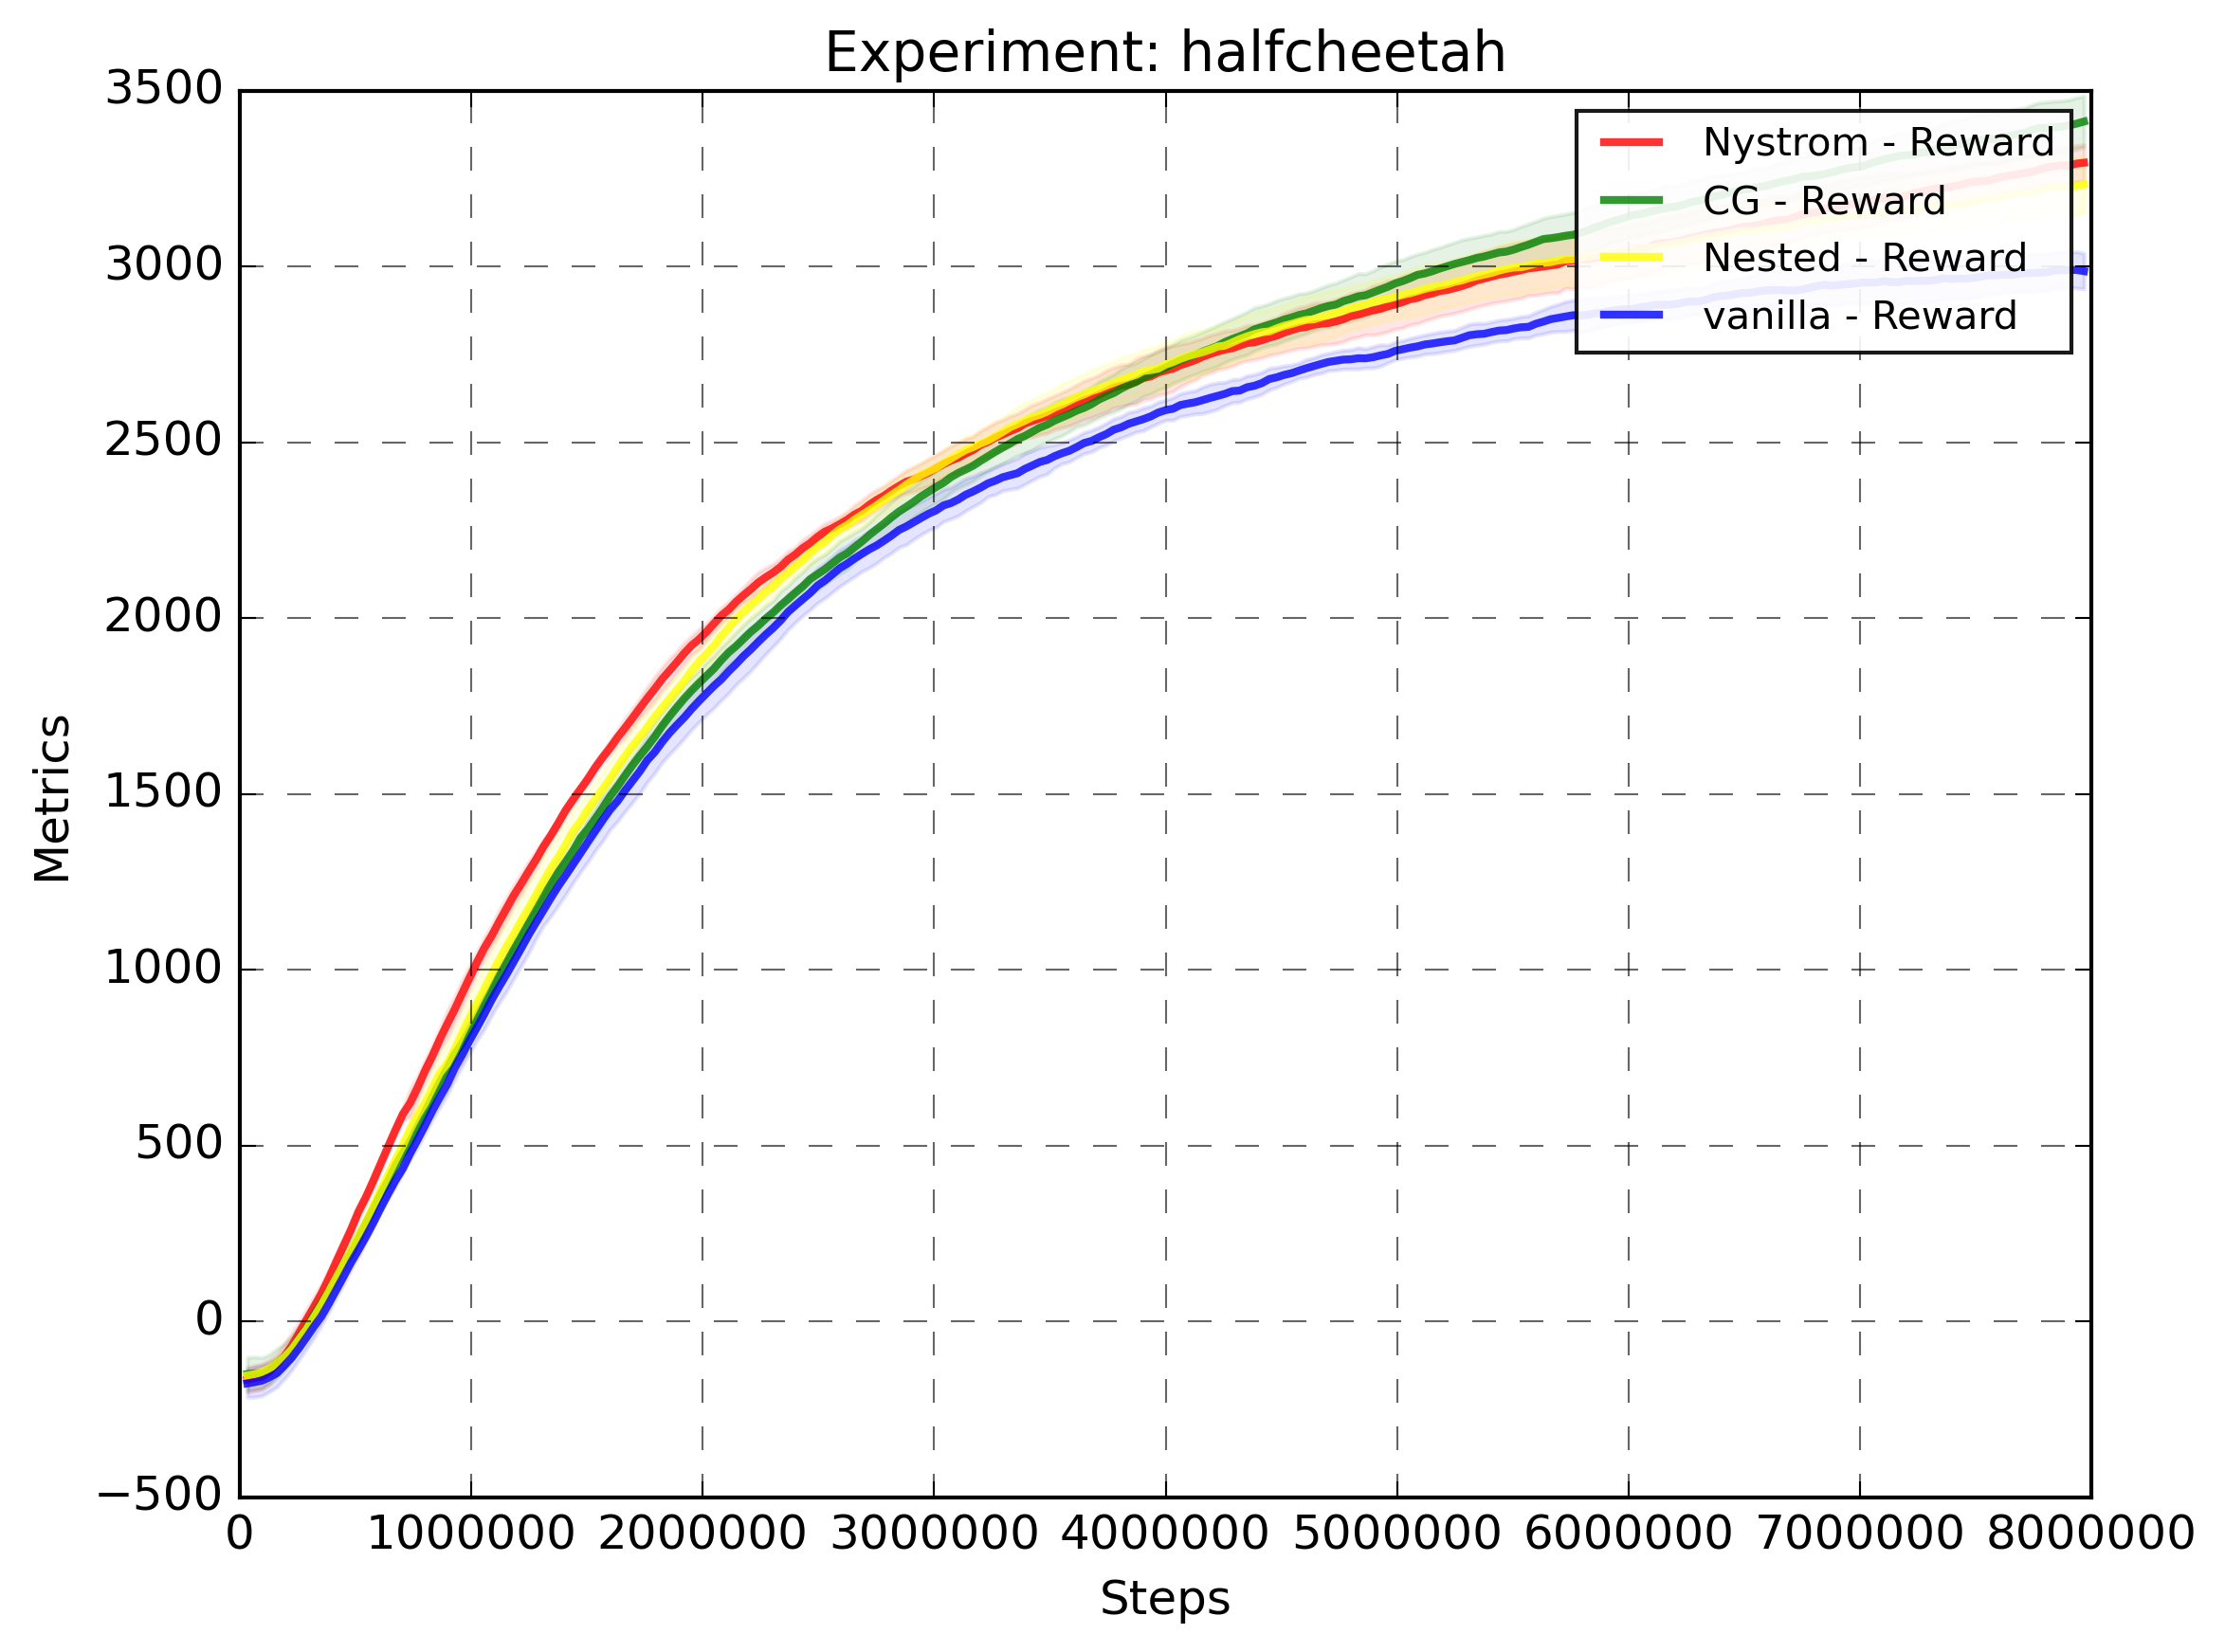 Experiment: halfcheetah
3500
3000
2500
2000
1500
1000
500
0
−500
Metrics
Nystrom - Reward
CG - Reward
Nested - Reward
vanilla - Reward
0 1000000 2000000 3000000 4000000 5000000 6000000 7000000 8000000
Steps